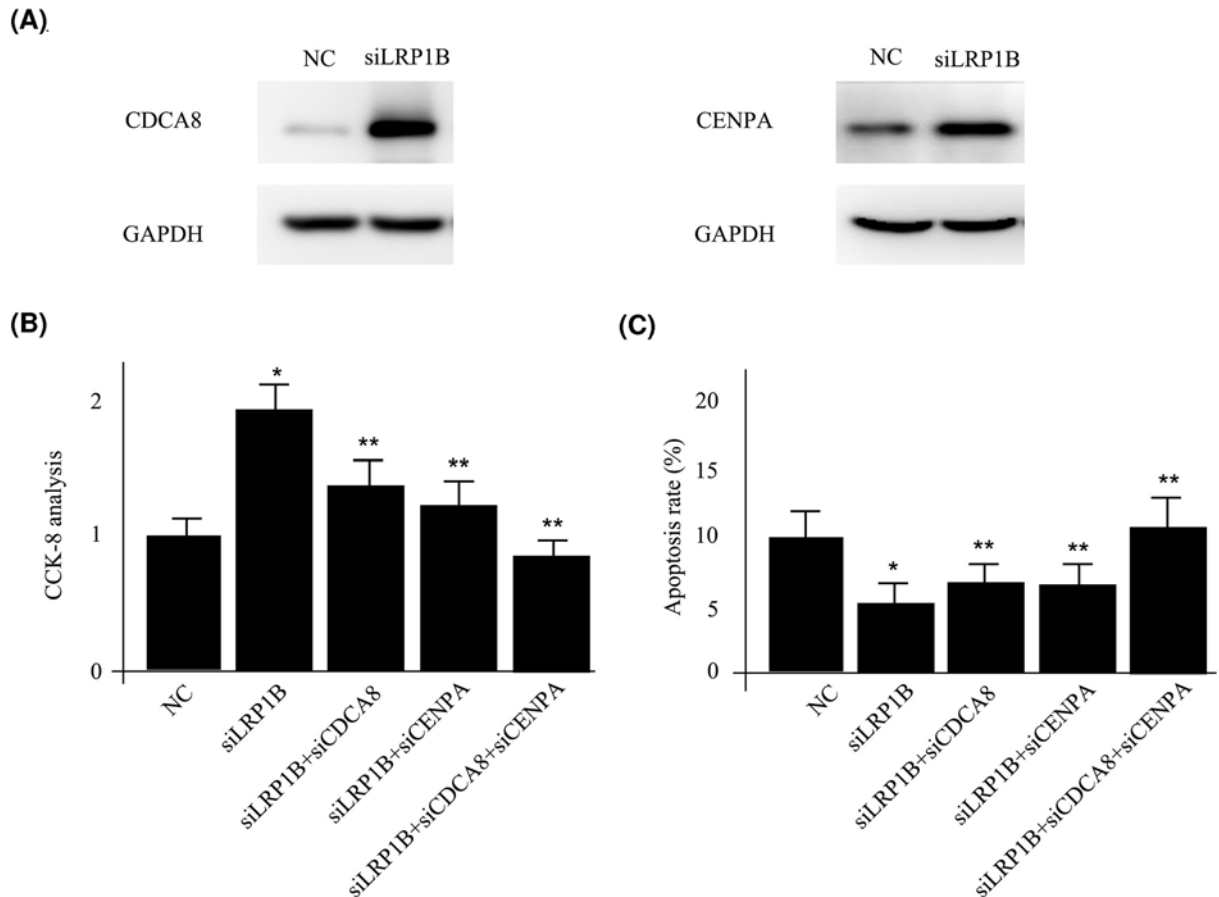 (A).
NC siLRP1B
CDCA8
GAPDH
NC siLRP1B
CENPA
GAPDH
(B)
CCK-8 analysis
2
1
0
*
**
**
**
NC
siLRP1B
siLRP1B+siCDCA8
siLRP1B+siCENPA
siLRP1B+siCDCA8+siCENPA
(C)
Apoptosis rate (%)
20
15
10
5
0
*
**
**
**
NC
siLRP1B
siLRP1B+siCDCA8
siLRP1B+siCENPA
siLRP1B+siCDCA8+siCENPA